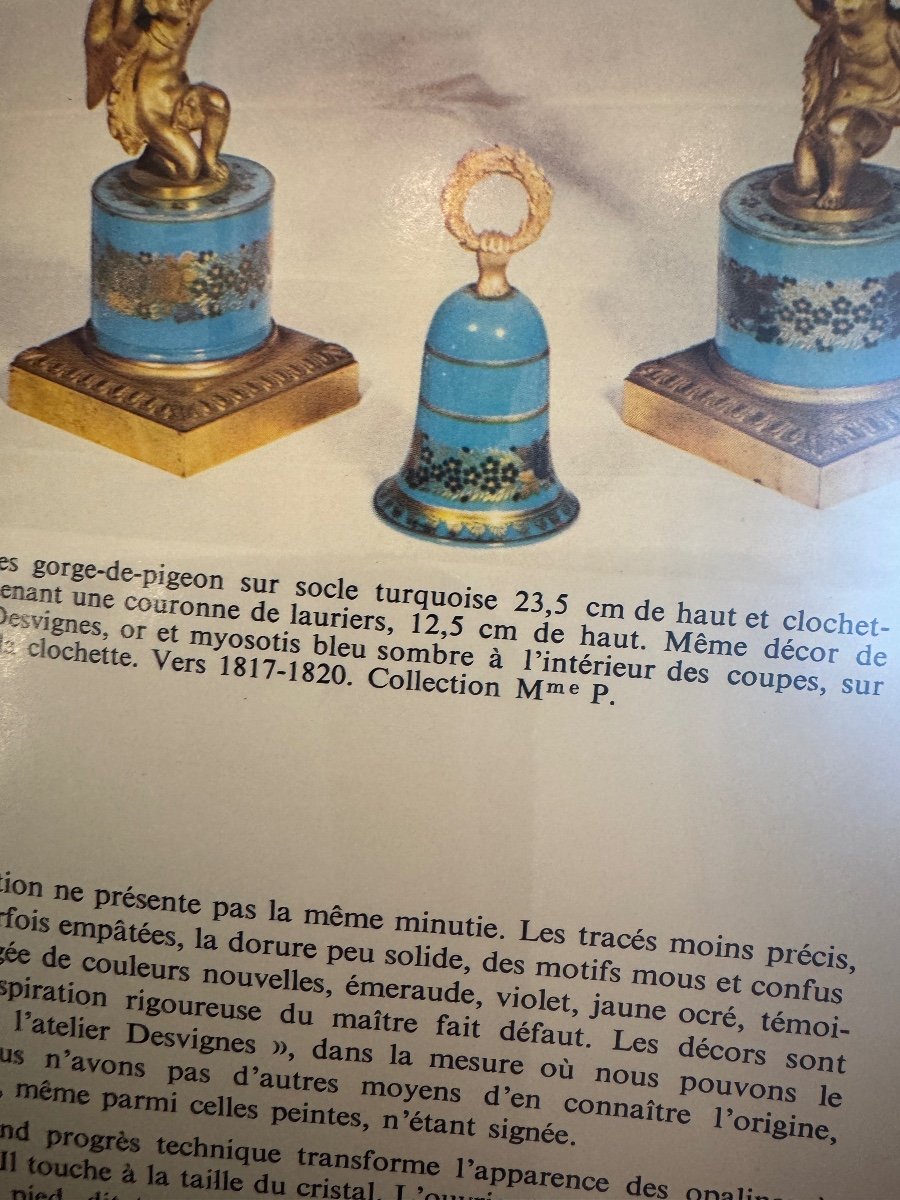 es gorge-de-pigeon sur socle turquoise 23,5 cm de haut et clochet-
enant une couronne de lauriers, 12,5 cm de haut. Même décor de
Desvignes, or et myosotis bleu sombre à l'intérieur des coupes, sur
la clochette. Vers 1817-1820. Collection Mme P.
tion ne présente pas la même minutie. Les tracés moins précis,
rfois empâtées, la dorure peu solide, des motifs mous et confus
gée de couleurs nouvelles, émeraude, violet, jaune ocré, témoi-
spiration rigoureuse du maître fait défaut. Les décors sont
l'atelier Desvignes », dans la mesure où nous pouvons le
us n'avons pas d'autres moyens d'en connaître l'origine,
, même parmi celles peintes, n'étant signée.
nd progrès technique transforme l'apparence des opalin
Il touche à la taille du cristal. L'ouvri
pied, dit